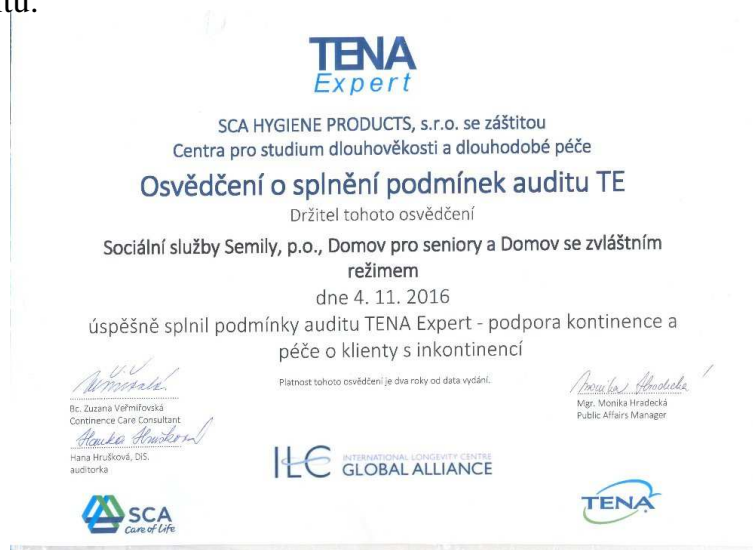 TENA
Expert
SCA HYGIENE PRODUCTS, s.r.o. se záštitou
Centra pro studium dlouhověkosti a dlouhodobé péče
Osvědčení o splnění podmínek auditu TE
Držitel tohoto osvědčení
Sociální služby Semily, p.o., Domov pro seniory a Domov se zvláštním
režimem
dne 4. 11. 2016
úspěšně splnil podmínky auditu TENA Expert - podpora kontinence a
péče o klienty s inkontinencí
Platnost tohoto osvědčení je dva roky od data vydání.
Bc. Zuzana Veřmiřovská
Continence Care Consultant
Hana Hrušková
Hana Hrušková, DiS.
auditorka
Monika Hradecká
Mgr. Monika Hradecká
Public Affairs Manager
ILC INTERNATIONAL LONGEVITY CENTRE
GLOBAL ALLIANCE
SCA
Care of Life
TENA